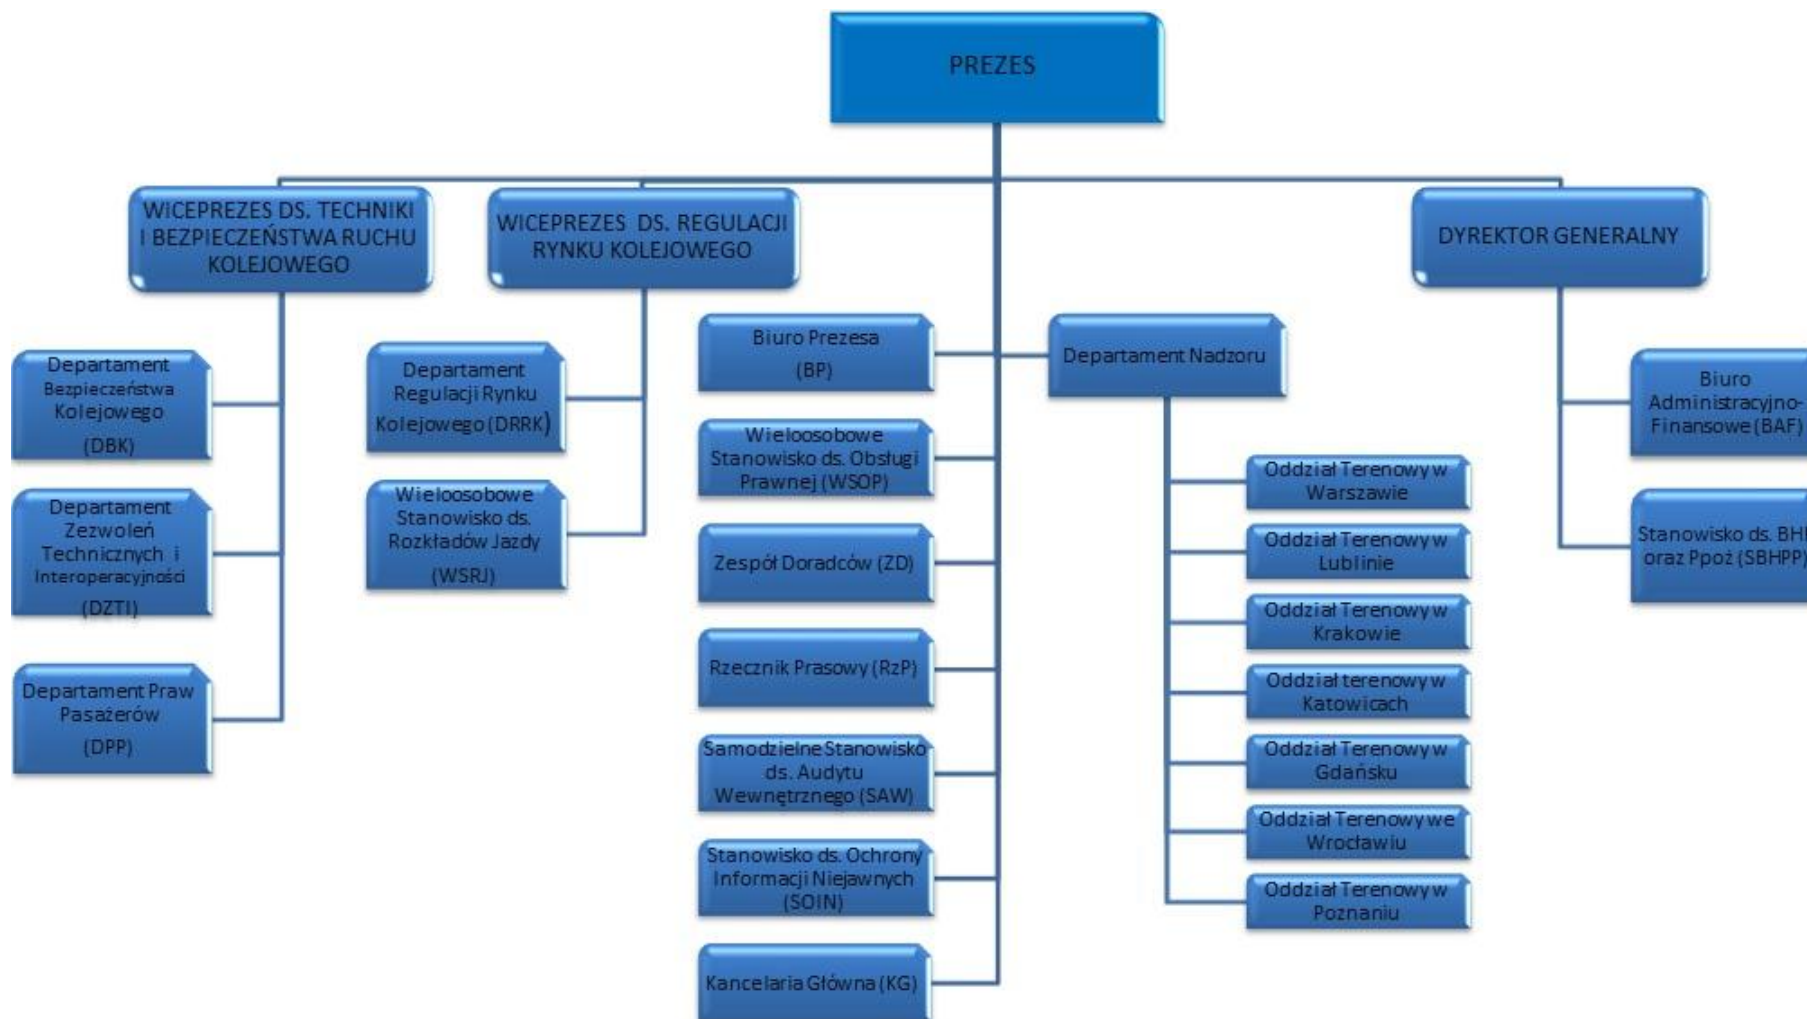 PREZES
WICEPREZES DS. TECHNIKI
I BEZPIECZEŃSTWA RUCHU
KOLEJOWEGO
WICEPREZES DS. REGULACJI
RYNKU KOLEJOWEGO
DYREKTOR GENERALNY
Departament
Bezpieczeństwa
Kolejowego
(DBK)
Departament
Zezwoleń
Technicznych i
Interoperacyjności
(DZTI)
Departament Praw
Pasażerów
(DPP)
Departament
Regulacji Rynku
Kolejowego (DRRK)
Wieloosobowe
Stanowisko ds.
Rozkładów Jazdy
(WSRJ)
Biuro Prezesa
(BP)
Wieloosobowe
Stanowisko ds. Obsługi
Prawnej (WSOP)
Zespół Doradców (ZD)
Rzecznik Prasowy (RzP)
Samodzielne Stanowisko
ds. Audytu
Wewnętrznego (SAW)
Stanowisko ds. Ochrony
Informacji Niejawnych
(SOIN)
Kancelaria Główna (KG)
Departament Nadzoru
Oddział Terenowy w
Warszawie
Oddział Terenowy w
Lublinie
Oddział Terenowy w
Krakowie
Oddział terenowy w
Katowicach
Oddział Terenowy w
Gdańsku
Oddział Terenowy we
Wrocławiu
Oddział Terenowy w
Poznaniu
Biuro
Administracyjno-
Finansowe (BAF)
Stanowisko ds. BH
oraz Ppoż (SBHPP)